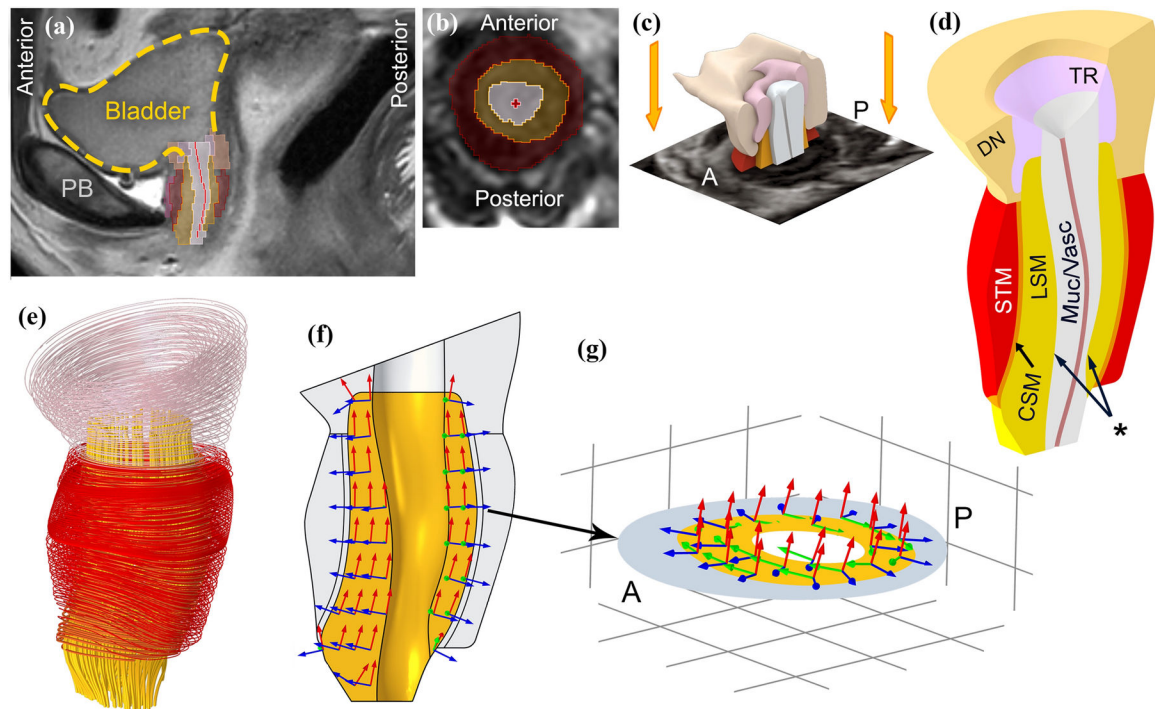 (a)
Anterior
Posterior
Bladder
PB
(b)
Anterior
Posterior
(c)
P
A
(d)
TR
DN
STM
LSM
Muc/Vasc
CSM
*
(e)
(f)
(g)
P
A